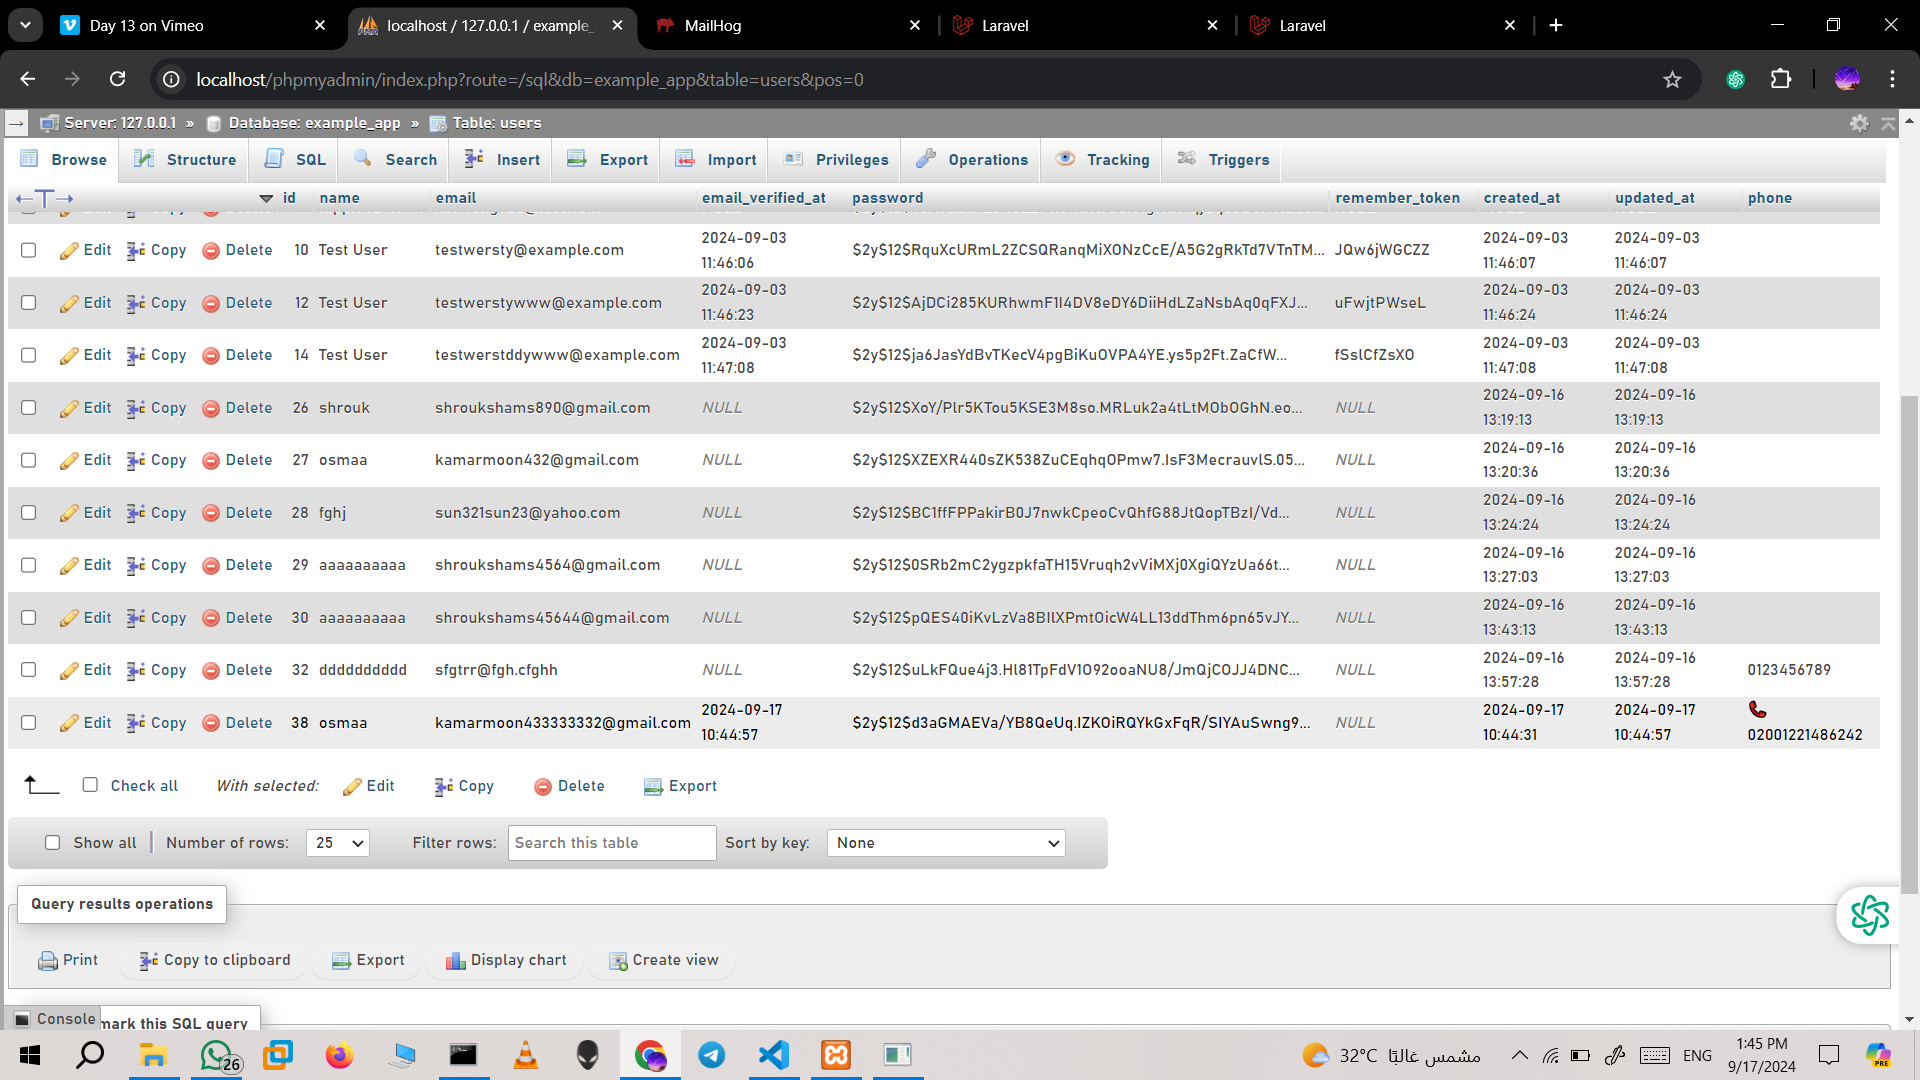 Day 13 on Vimeo
localhost / 127.0.0.1 / example_
MailHog
Laravel
Laravel
localhost/phpmyadmin/index.php?route=/sql&db=example_app&table=users&pos=0
Server: 127.0.0.1 » Database: example_app » Table: users
Browse Structure SQL Search Insert Export Import Privileges Operations Tracking Triggers
id name email email_verified_at password remember_token created_at updated_at phone
Edit Copy Delete 10 Test User testwersty@example.com 2024-09-03 11:46:06 $2y$12$RquXcURmL2ZCSQRanqMiXONzCcE/A5G2gRkTd7VTnTM... JQw6jWGCZZ 2024-09-03 11:46:07 2024-09-03 11:46:07
Edit Copy Delete 12 Test User testwerstywww@example.com 2024-09-03 11:46:23 $2y$12$AjDCi285KURhwmF1I4DV8eDY6DiiHdLZaNsbAq0qFXJ... uFwjtPWseL 2024-09-03 11:46:24 2024-09-03 11:46:24
Edit Copy Delete 14 Test User testwerstddywww@example.com 2024-09-03 11:47:08 $2y$12$ja6JasYdBvTKecV4pgBiKuOVPA4YE.ys5p2Ft.ZaCfW... fSslCfZsXO 2024-09-03 11:47:08 2024-09-03 11:47:08
Edit Copy Delete 26 shrouk shroukshams890@gmail.com NULL $2y$12$XoY/Plr5KTou5KSE3M8so.MRLuk2a4tLtMObOGhN.eo... NULL 2024-09-16 13:19:13 2024-09-16 13:19:13
Edit Copy Delete 27 osmaa kamarmoon432@gmail.com NULL $2y$12$XZEXR440sZK538ZuCEqhqOPmw7.IsF3MecrauvlS.05... NULL 2024-09-16 13:20:36 2024-09-16 13:20:36
Edit Copy Delete 28 fghj sun321sun23@yahoo.com NULL $2y$12$BC1ffFPPakirB0J7nwkCpeoCvQhfG88JtQopTBzI/Vd... NULL 2024-09-16 13:24:24 2024-09-16 13:24:24
Edit Copy Delete 29 aaaaaaaaaa shroukshams4564@gmail.com NULL $2y$12$0SRb2mC2ygzpkfaTH15Vruqh2vViMXj0XgiQYzUa66t... NULL 2024-09-16 13:27:03 2024-09-16 13:27:03
Edit Copy Delete 30 aaaaaaaaaa shroukshams45644@gmail.com NULL $2y$12$pQES40iKvLzVa8BIlXPmtOicW4LL13ddThm6pn65vJY... NULL 2024-09-16 13:43:13 2024-09-16 13:43:13
Edit Copy Delete 32 dddddddddd sfgtrr@fgh.cfghh NULL $2y$12$uLkFQue4j3.Hl81TpFdV1O92ooaNU8/JmQjCOJJ4DNC... NULL 2024-09-16 13:57:28 2024-09-16 13:57:28 0123456789
Edit Copy Delete 38 osmaa kamarmoon433333332@gmail.com 2024-09-17 10:44:57 $2y$12$d3aGMAEVa/YB8QeUq.IZKOiRQYkGxFqR/SIYAuSwng9... NULL 2024-09-17 10:44:31 2024-09-17 10:44:57 02001221486242
Check all With selected: Edit Copy Delete Export
Show all Number of rows: 25 Filter rows: Search this table Sort by key: None
Query results operations
Print Copy to clipboard Export Display chart Create view
Console mark this SQL query
26
32°C مشمس غالبًا
ENG
1:45 PM
9/17/2024
PRE